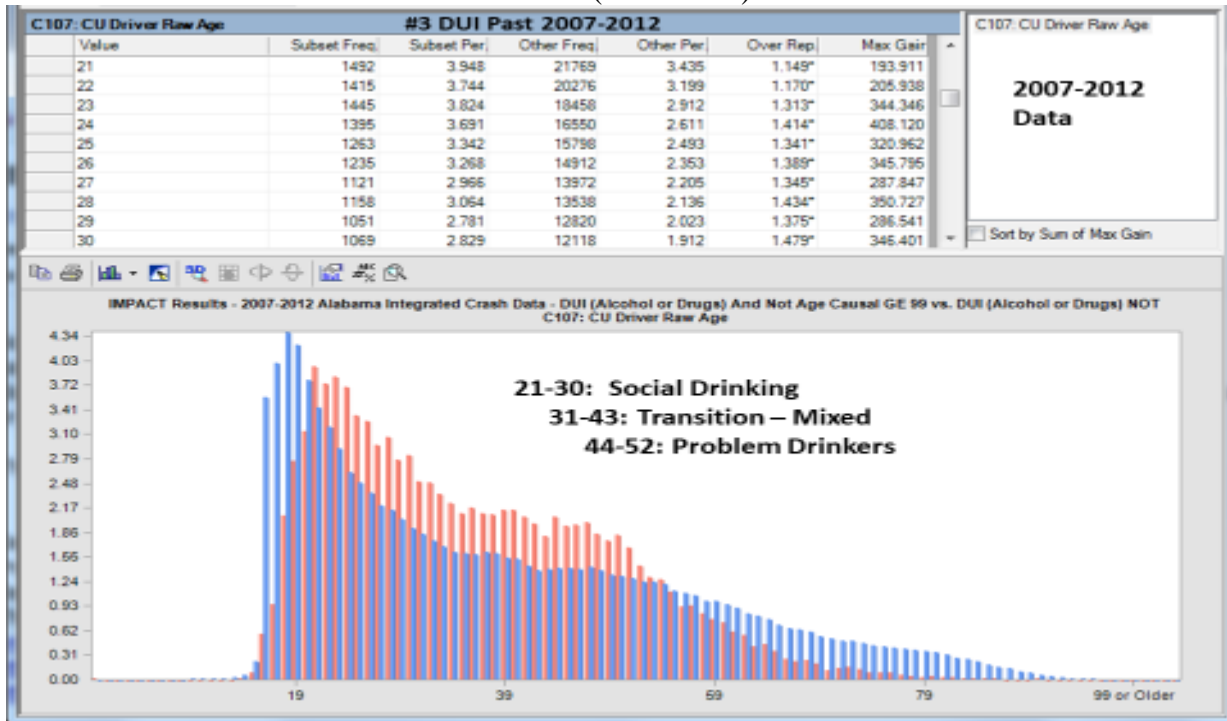 C107: CU Driver Raw Age #3 DUI Past 2007-2012
C107: CU Driver Raw Age
Value Subset Freq. Subset Per. Other Freq. Other Per. Over Rep. Max Gain
21 1492 3.948 21769 3.435 1.149* 193.911
22 1415 3.744 20276 3.199 1.170* 205.938
23 1445 3.824 18458 2.912 1.313* 344.346
24 1395 3.691 16550 2.611 1.414* 408.120
25 1263 3.342 15798 2.493 1.341* 320.962
26 1235 3.268 14912 2.353 1.389* 345.795
27 1121 2.966 13972 2.205 1.345* 287.847
28 1158 3.064 13538 2.136 1.434* 350.727
29 1051 2.781 12820 2.023 1.375* 286.541
30 1069 2.829 12118 1.912 1.479* 346.401
2007-2012
Data
Sort by Sum of Max Gain
IMPACT Results - 2007-2012 Alabama Integrated Crash Data - DUI (Alcohol or Drugs) And Not Age Causal GE 99 vs. DUI (Alcohol or Drugs) NOT
C107: CU Driver Raw Age
4.34
4.03
3.72
3.41
3.10
2.79
2.48
2.17
1.86
1.55
1.24
0.93
0.62
0.31
0.00
21-30: Social Drinking
31-43: Transition – Mixed
44-52: Problem Drinkers
19 39 59 79 99 or Older